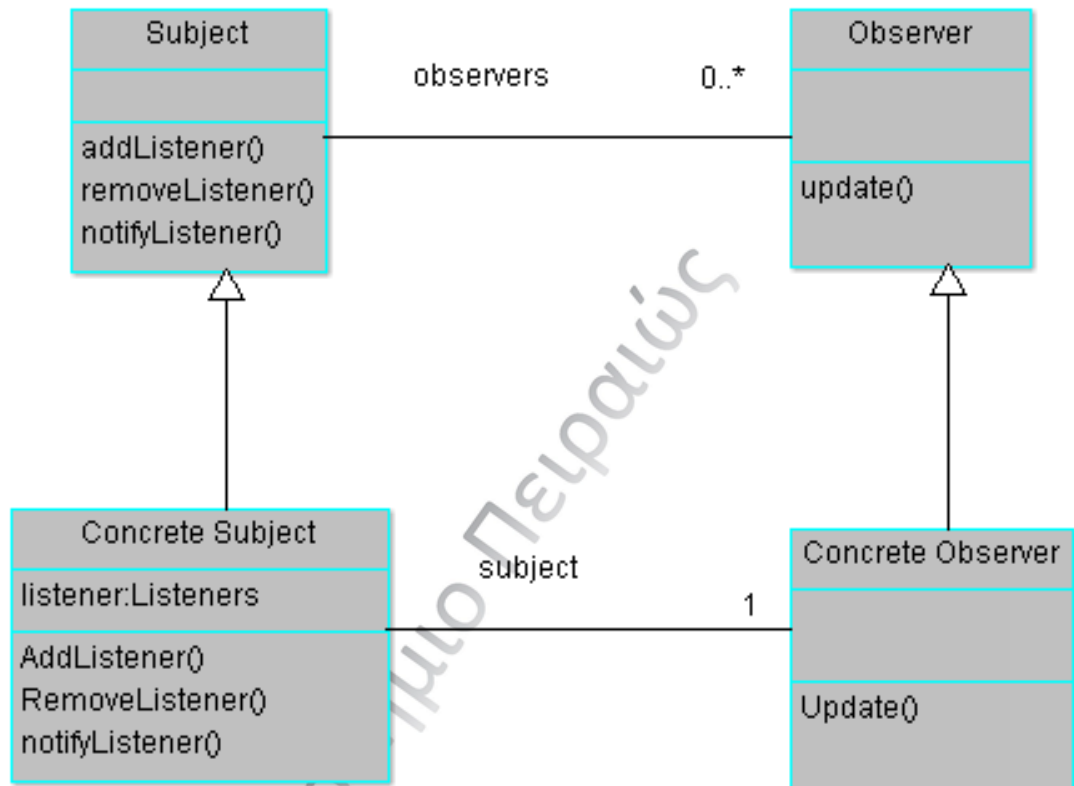 Subject
addListener()
removeListener()
notifyListener()
observers
0..*
Observer
update()
Concrete Subject
listener:Listeners
AddListener()
RemoveListener()
notifyListener()
subject
1
Concrete Observer
Update()
Πειραιώς